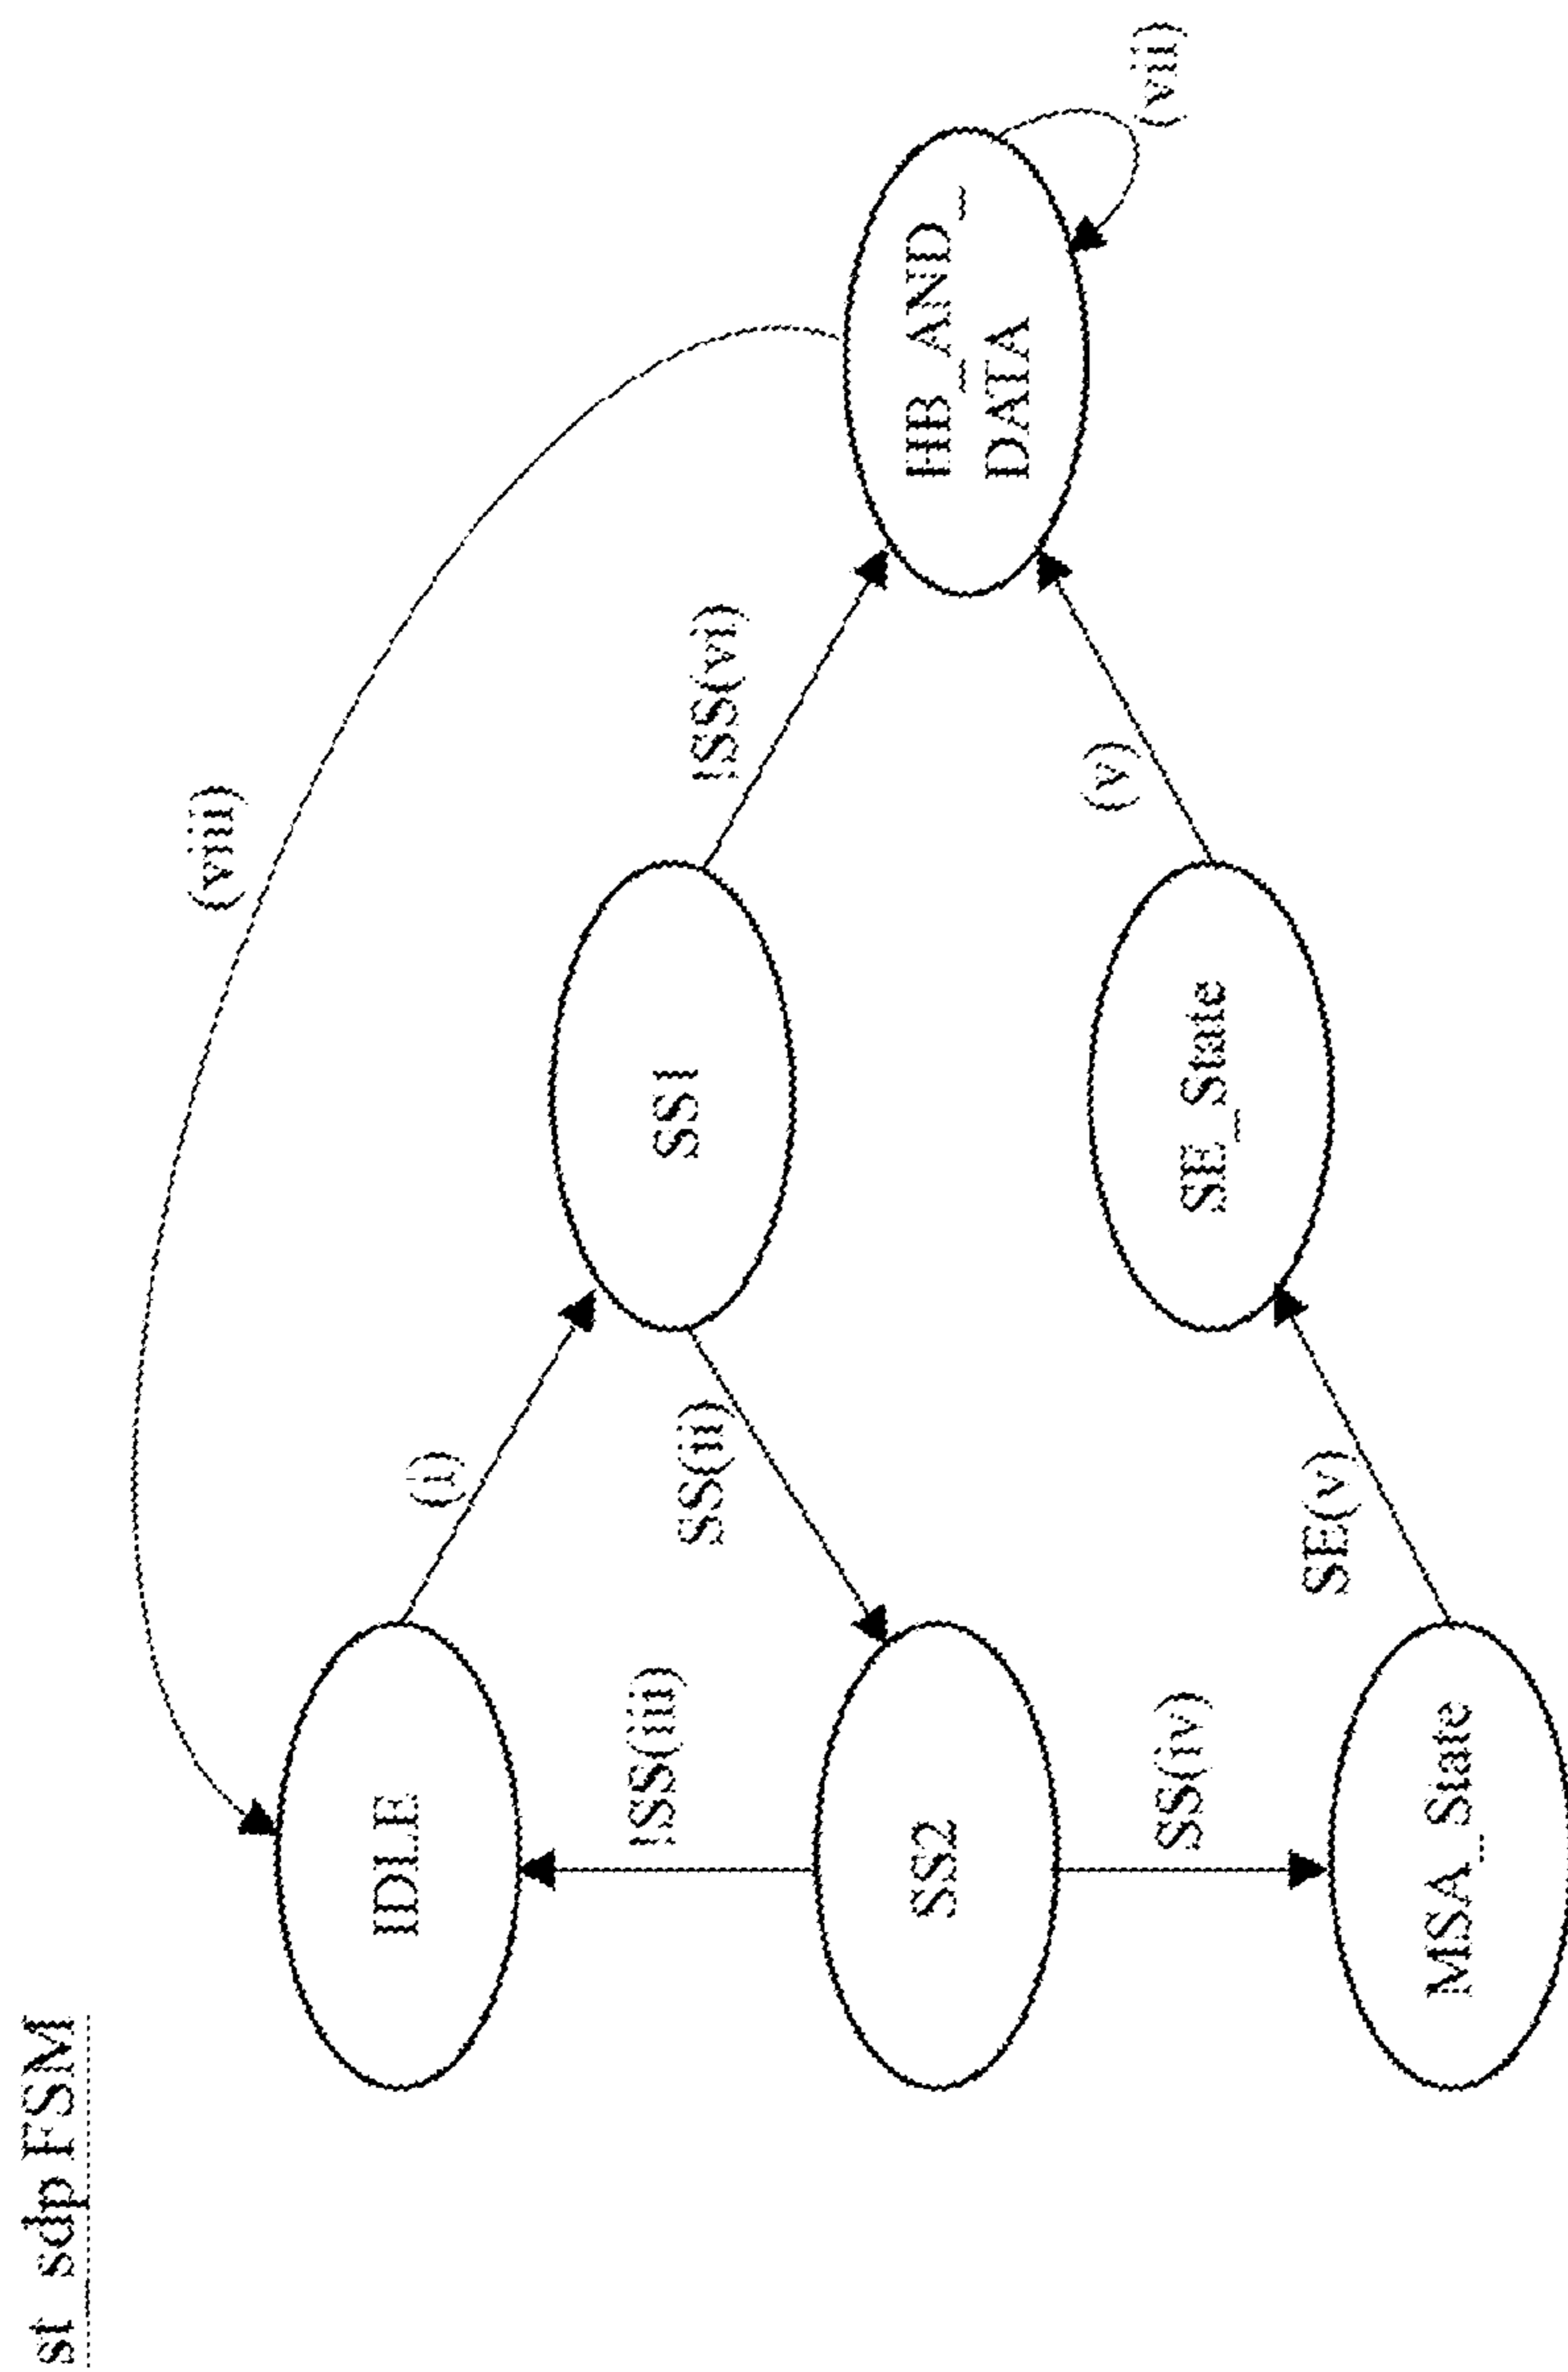 st_sdp FSM
(viii)
IDLE
(i)
SS1
!SS(iii)
SS(ii)
!SS(vi)
SS2
HB_AND_
DATA
(vii)
SS(iv)
(v)
SE_State
SE(v)
MSA_State